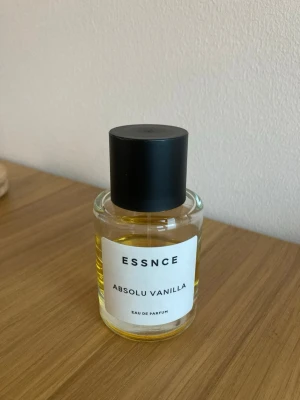 ESSNCE
ABSOLU VANILLA
EAU DE PARFUM